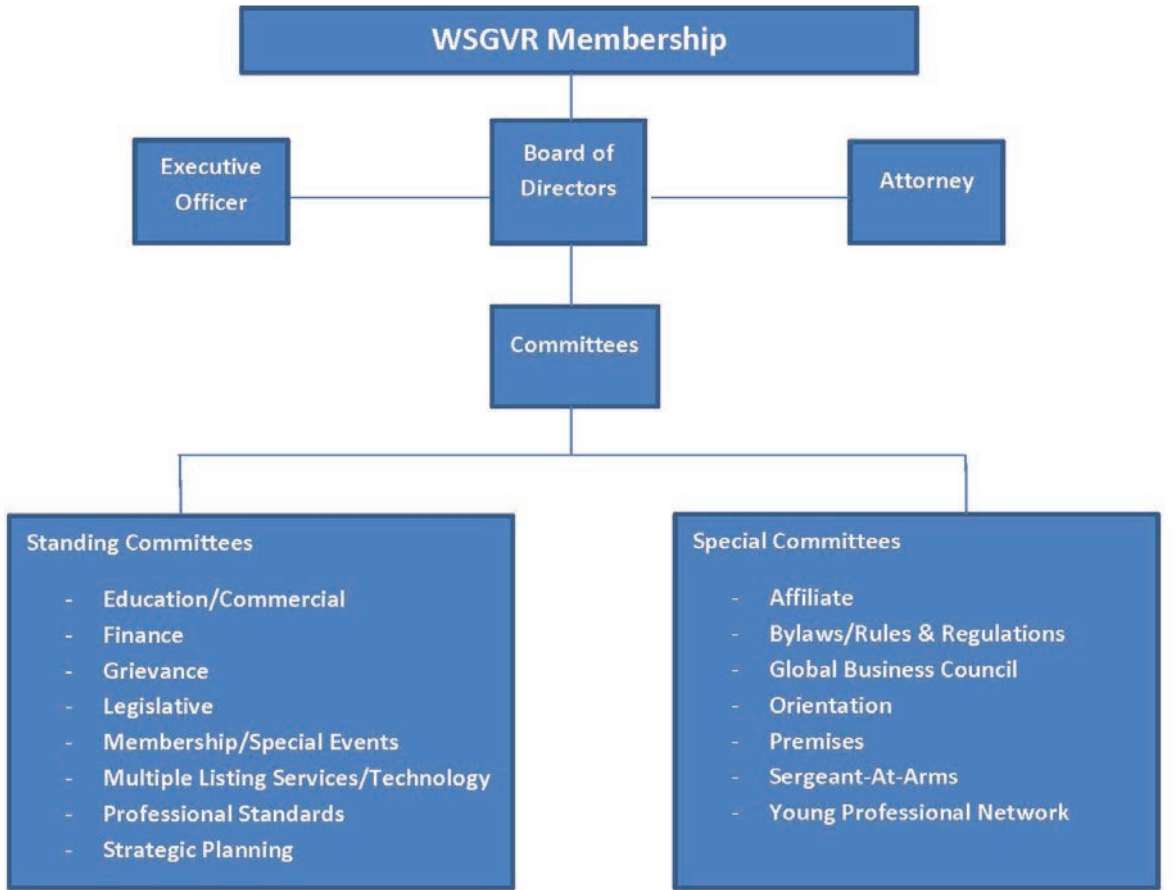 WSGVR Membership
Executive
Officer
Board of
Directors
Attorney
Committees
Standing Committees
- Education/Commercial
- Finance
- Grievance
- Legislative
- Membership/Special Events
- Multiple Listing Services/Technology
- Professional Standards
- Strategic Planning
Special Committees
- Affiliate
- Bylaws/Rules & Regulations
- Global Business Council
- Orientation
- Premises
- Sergeant-At-Arms
- Young Professional Network